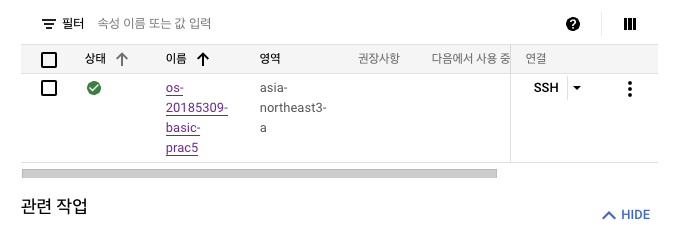 필터 속성 이름 또는 값 입력
상태 이름 영역 권장사항 다음에서 사용 중 연결
os- asia- SSH
20185309- northeast3-
basic- a
prac5
관련 작업
HIDE